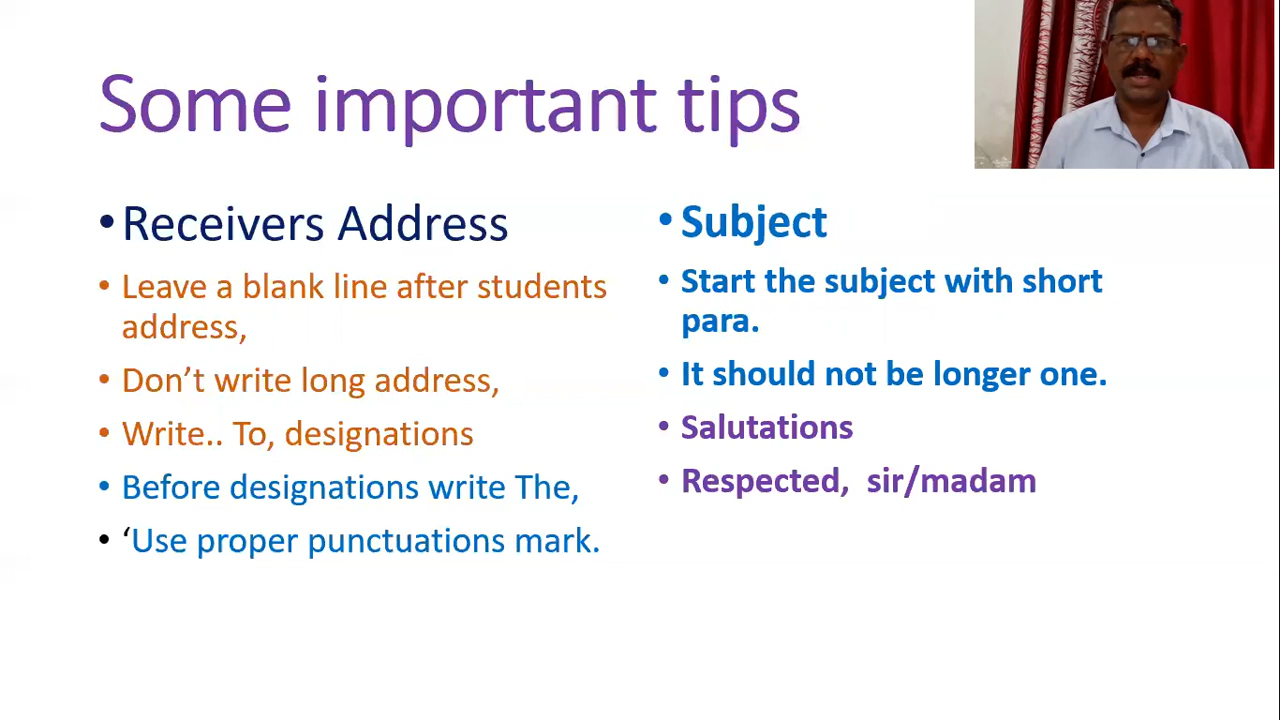 Some important tips
•Receivers Address
• Leave a blank line after students
address,
• Don’t write long address,
• Write.. To, designations
• Before designations write The,
• ‘Use proper punctuations mark.
•Subject
• Start the subject with short
para.
• It should not be longer one.
• Salutations
• Respected,  sir/madam